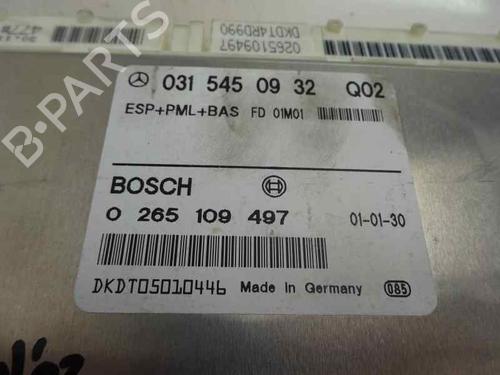 DKDT4RD990
0265109497
031 545 09 32 Q02
ESP+PML+BAS FD 01M01
BOSCH
0 265 109 497 01-01-30
DKDT05010446 Made in Germany 085